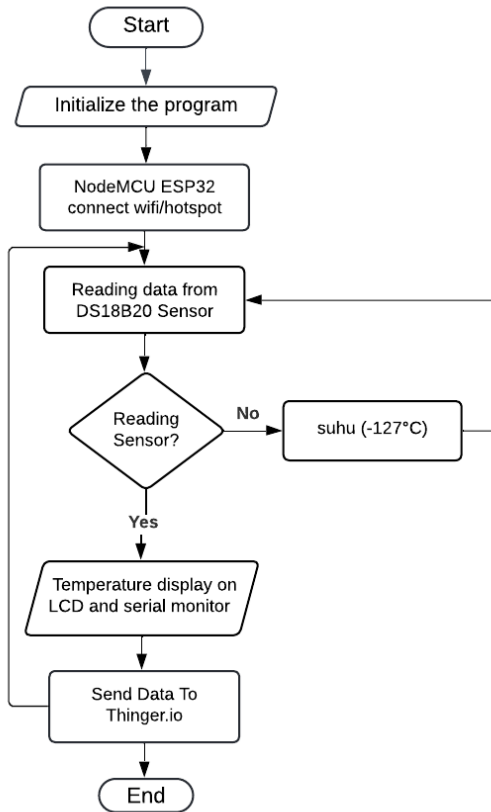 Start
Initialize the program
NodeMCU ESP32
connect wifi/hotspot
Reading data from
DS18B20 Sensor
Reading
Sensor?
No
suhu (-127°C)
Yes
Temperature display on
LCD and serial monitor
Send Data To
Thinger.io
End